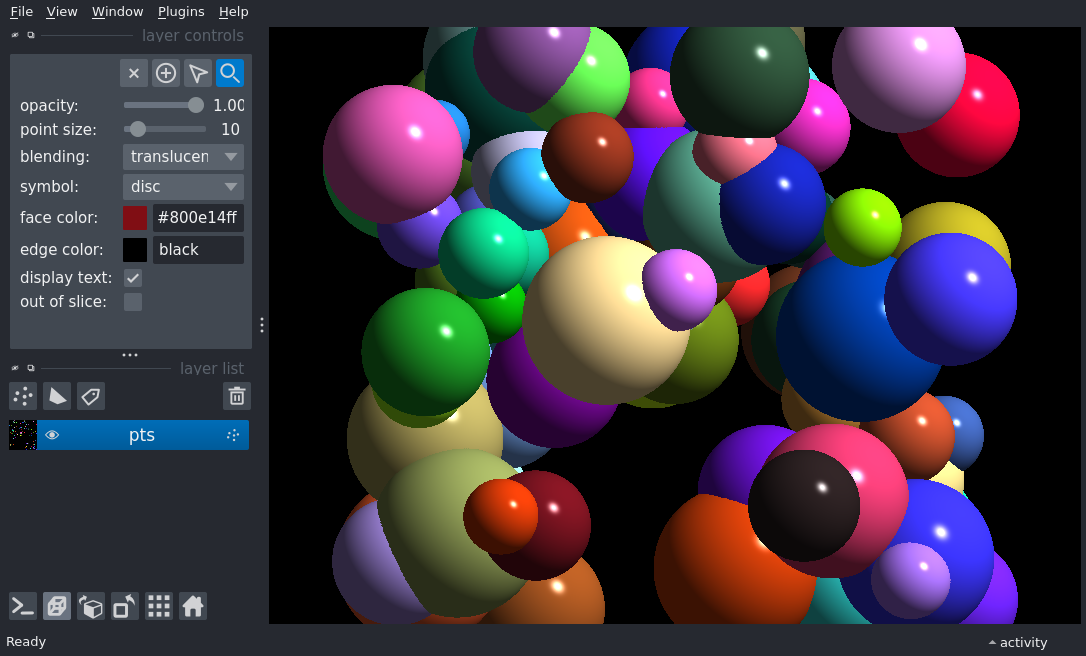 File View Window Plugins Help
layer controls
opacity: 1.00
point size: 10
blending: translucen
symbol: disc
face color: #800e14ff
edge color: black
display text:
out of slice:
layer list
pts
Ready
activity